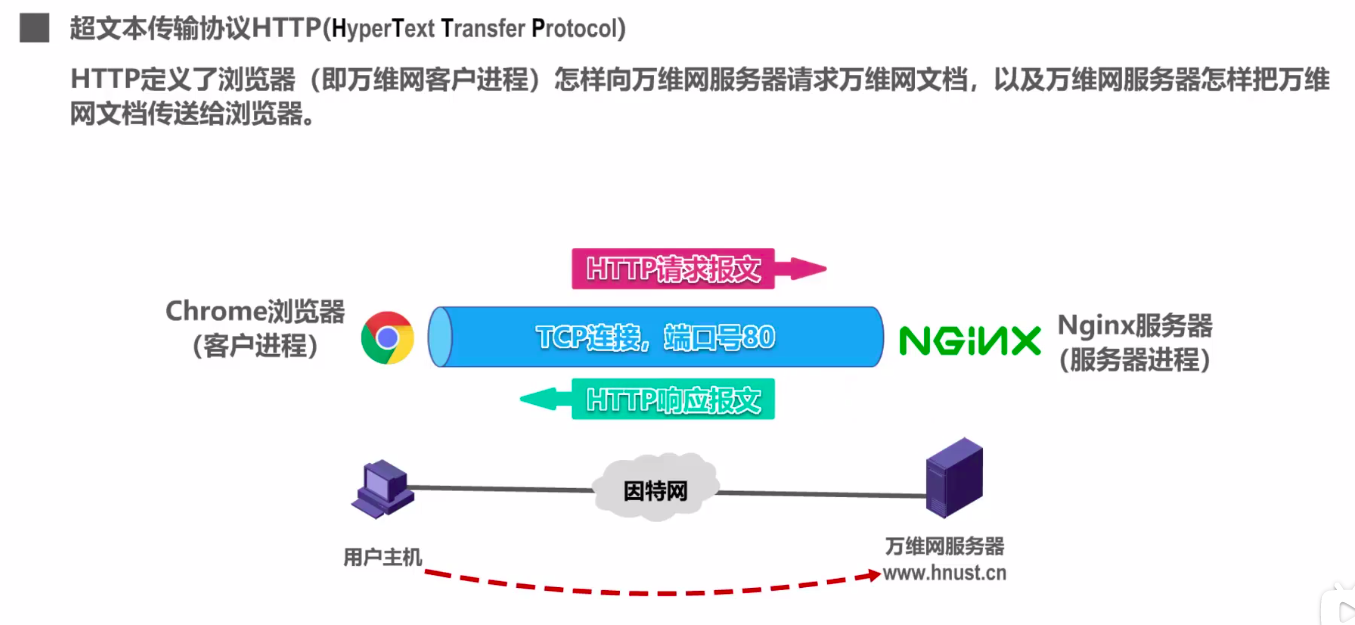 超文本传输协议HTTP(HyperText Transfer Protocol)
HTTP定义了浏览器（即万维网客户进程）怎样向万维网服务器请求万维网文档，以及万维网服务器怎样把万维
网文档传送给浏览器。
HTTP请求报文
Chrome浏览器
（客户进程）
TCP连接，端口号80
NGiNX
Nginx服务器
（服务器进程）
HTTP响应报文
因特网
用户主机
万维网服务器
www.hnust.cn